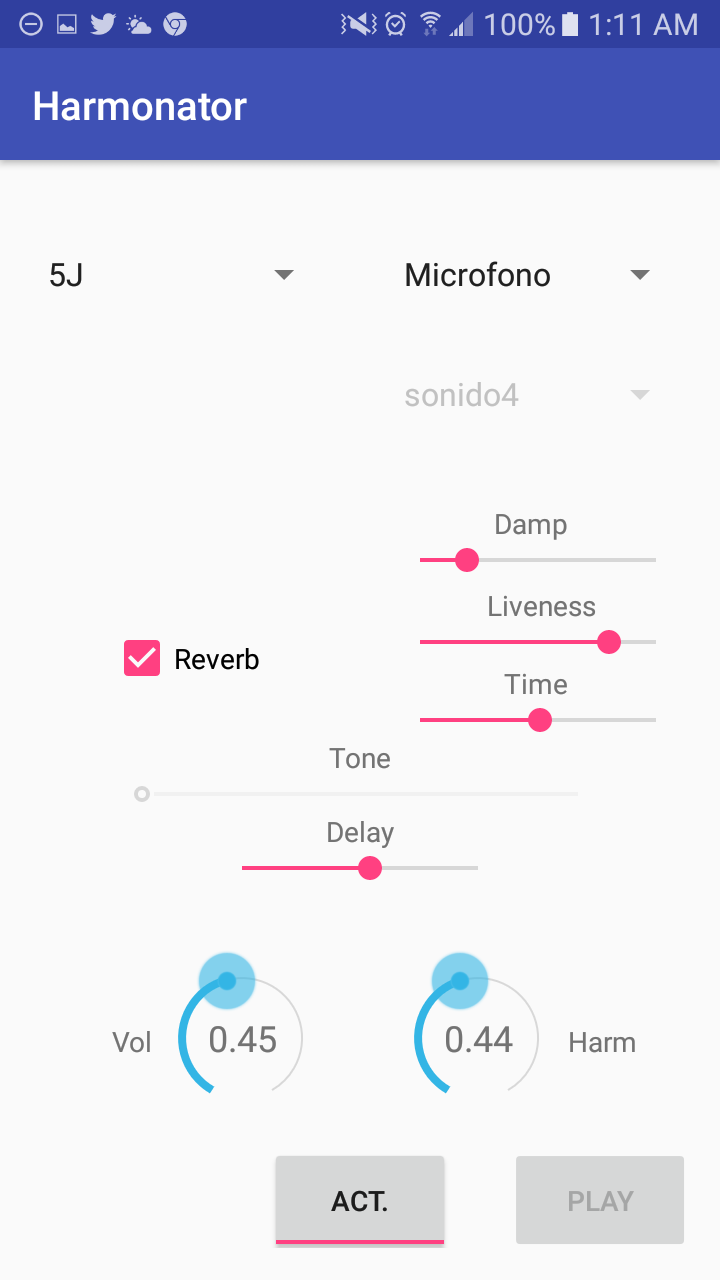 100% 1:11 AM
Harmonator
5J
Microfono
sonido4
Damp
Liveness
Reverb
Time
Tone
Delay
Vol 0.45 0.44 Harm
ACT. PLAY